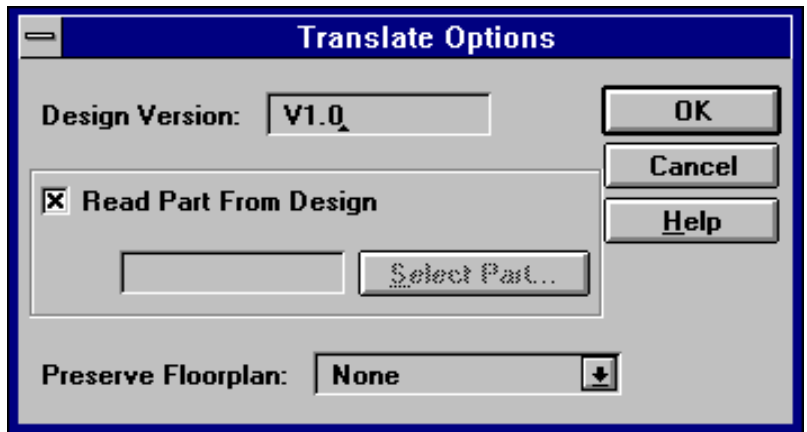 Translate Options
Design Version: V1.0
OK
Cancel
Read Part From Design
Help
Select Part...
Preserve Floorplan: None